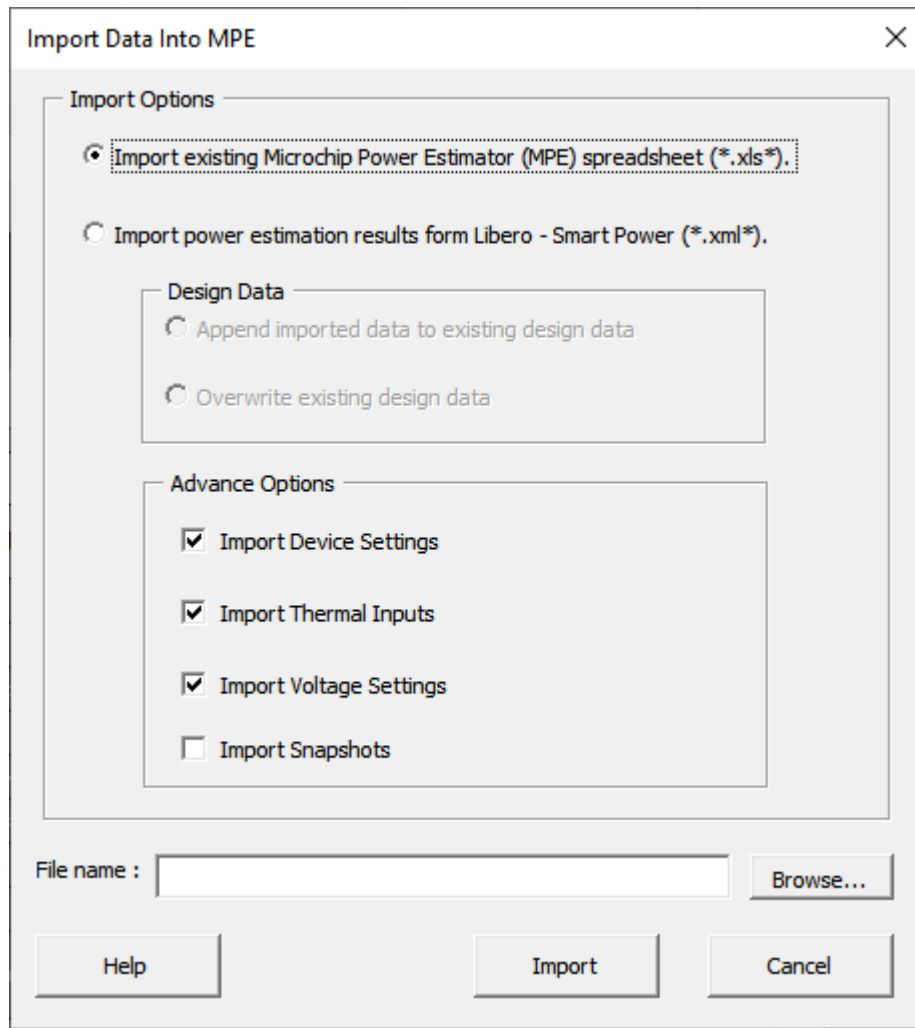 Import Data Into MPE
Import Options
Import existing Microchip Power Estimator (MPE) spreadsheet (*.xls*).
Import power estimation results form Libero - Smart Power (*.xml*).
Design Data
Append imported data to existing design data
Overwrite existing design data
Advance Options
Import Device Settings
Import Thermal Inputs
Import Voltage Settings
Import Snapshots
File name :
Browse...
Help
Import
Cancel